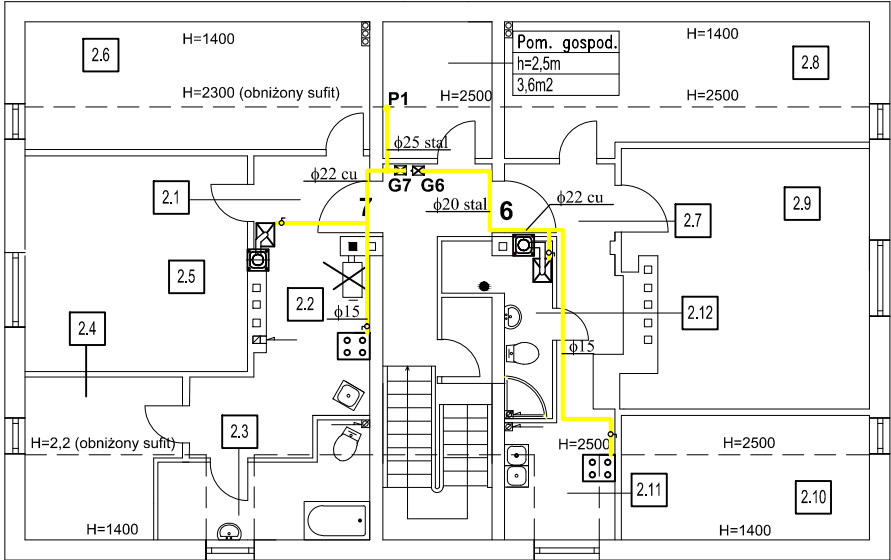 2.6
H=1400
Pom. gospod.
h=2,5m
3,6m2
H=1400
2.8
H=2300 (obniżony sufit)
P1
H=2500
H=2500
ϕ25 stal
ϕ22 cu
G7
G6
2.1
7
ϕ20 stal
6
ϕ22 cu
2.7
2.9
2.5
2.2
ϕ15
2.4
2.12
ϕ15
2.3
H=2,2 (obniżony sufit)
H=2500
H=2500
2.11
2.10
H=1400
H=1400